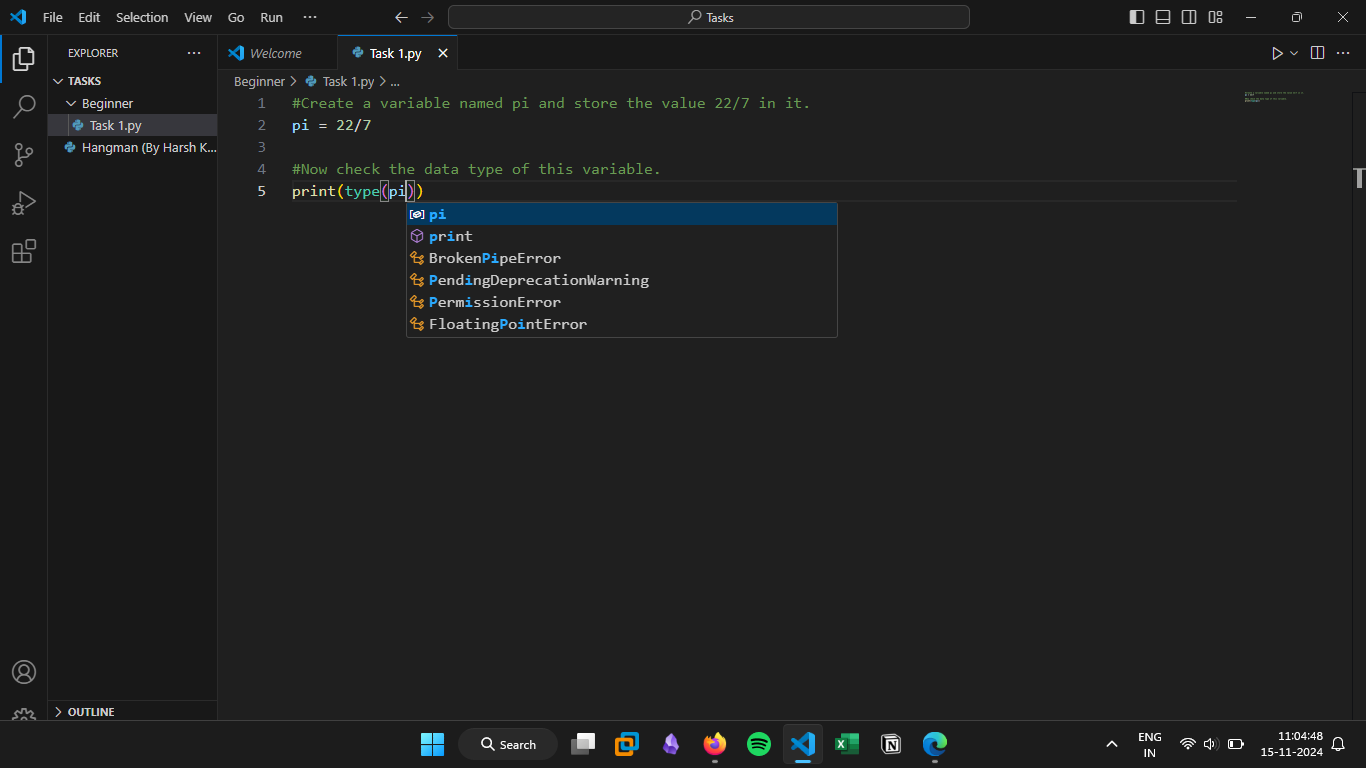 File Edit Selection View Go Run ···
Tasks
EXPLORER ···
Welcome
Task 1.py
TASKS
Beginner
Task 1.py
Hangman (By Harsh K...
Beginner > Task 1.py > ...
1 #Create a variable named pi and store the value 22/7 in it.
2 pi = 22/7
3
4 #Now check the data type of this variable.
5 print(type(pi))
pi
print
BrokenPipeError
PendingDeprecationWarning
PermissionError
FloatingPointError
OUTLINE
Search
ENG
IN
11:04:48
15-11-2024